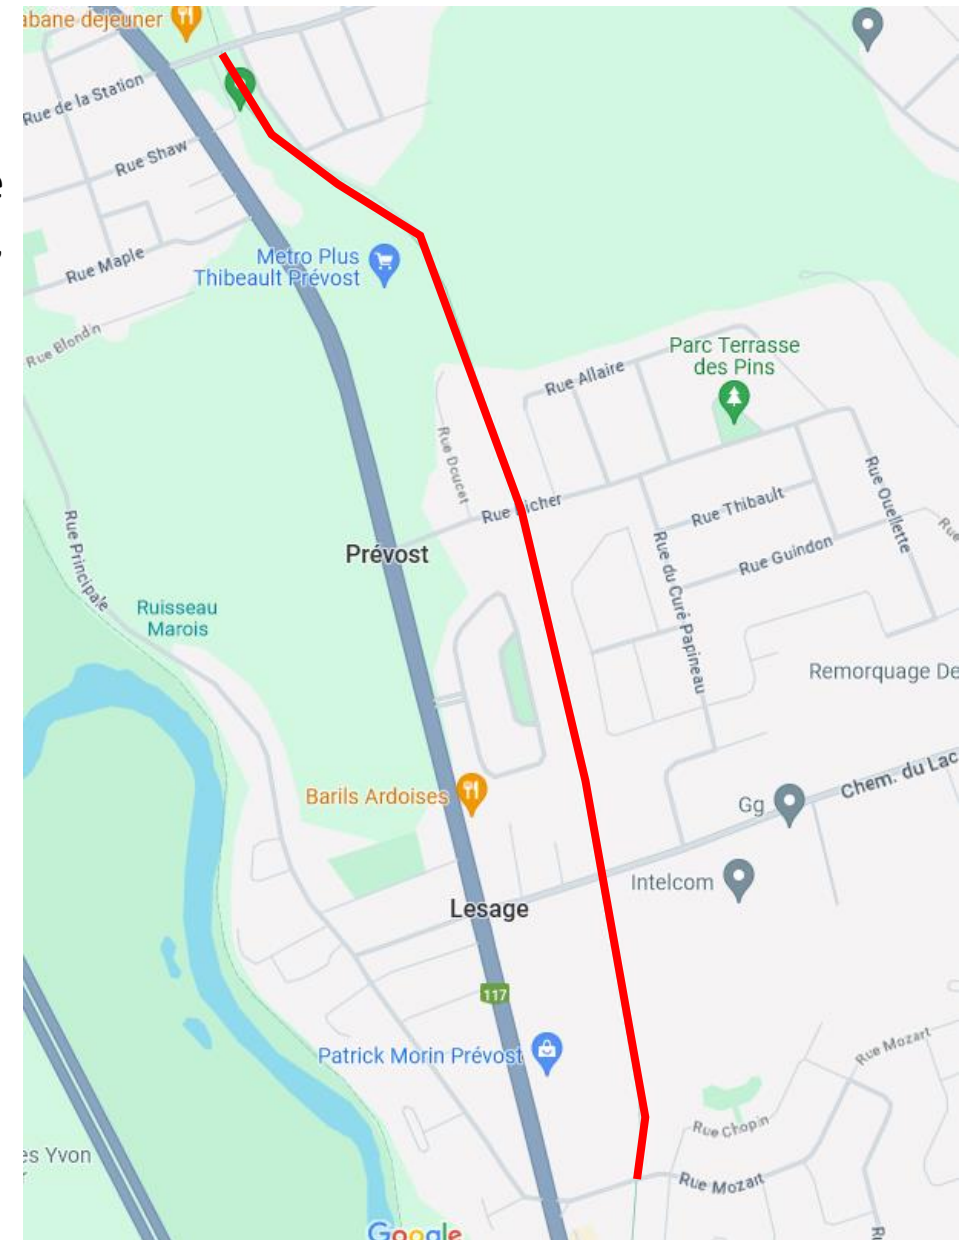 abane dejeuner
Rue de la Station
Rue Shaw
Metro Plus
Thibeault Prévost
Rue Maple
Rue Blondin
Parc Terrasse
des Pins
Rue Allaire
Rue Doucet
Rue Thibault
Rue Ouellette
Rue
Rue Guindon
Rue Principale
Prévost
Rue du Curé Papineau
Ruisseau
Marois
Remorquage De
Barils Ardoises
Gg
Chem. du Lac
Intelcom
Lesage
117
Patrick Morin Prévost
Rue Mozart
Rue Chopin
es Yvon
Rue Mozart
Google